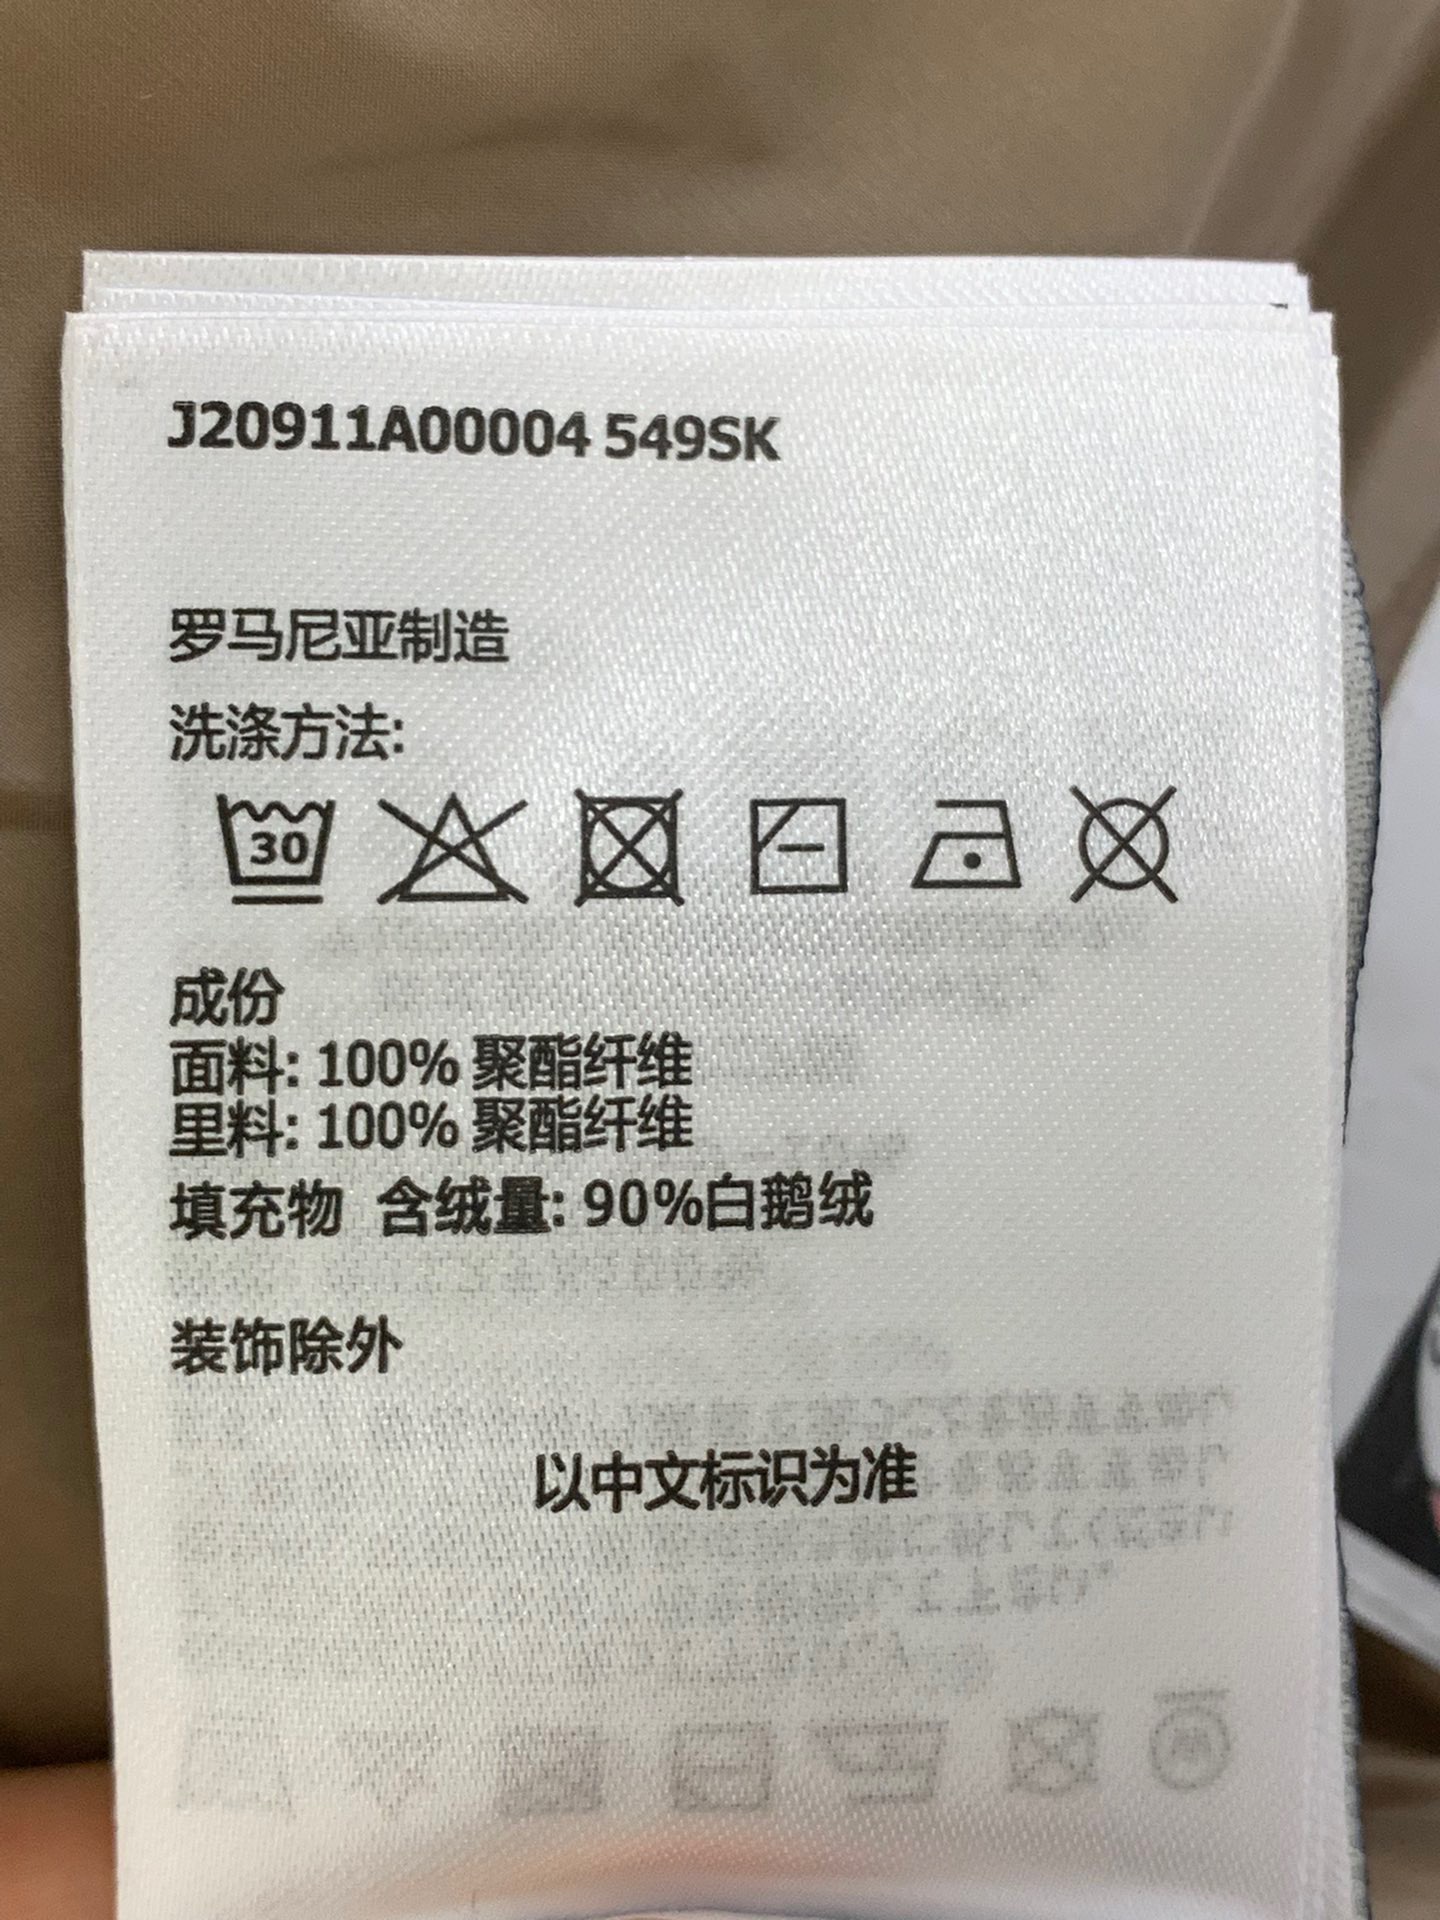 J20911A00004 549SK
罗马尼亚制造
洗涤方法:
30
成份
面料: 100% 聚酯纤维
里料: 100% 聚酯纤维
填充物 含绒量: 90%白鹅绒
装饰除外
以中文标识为准